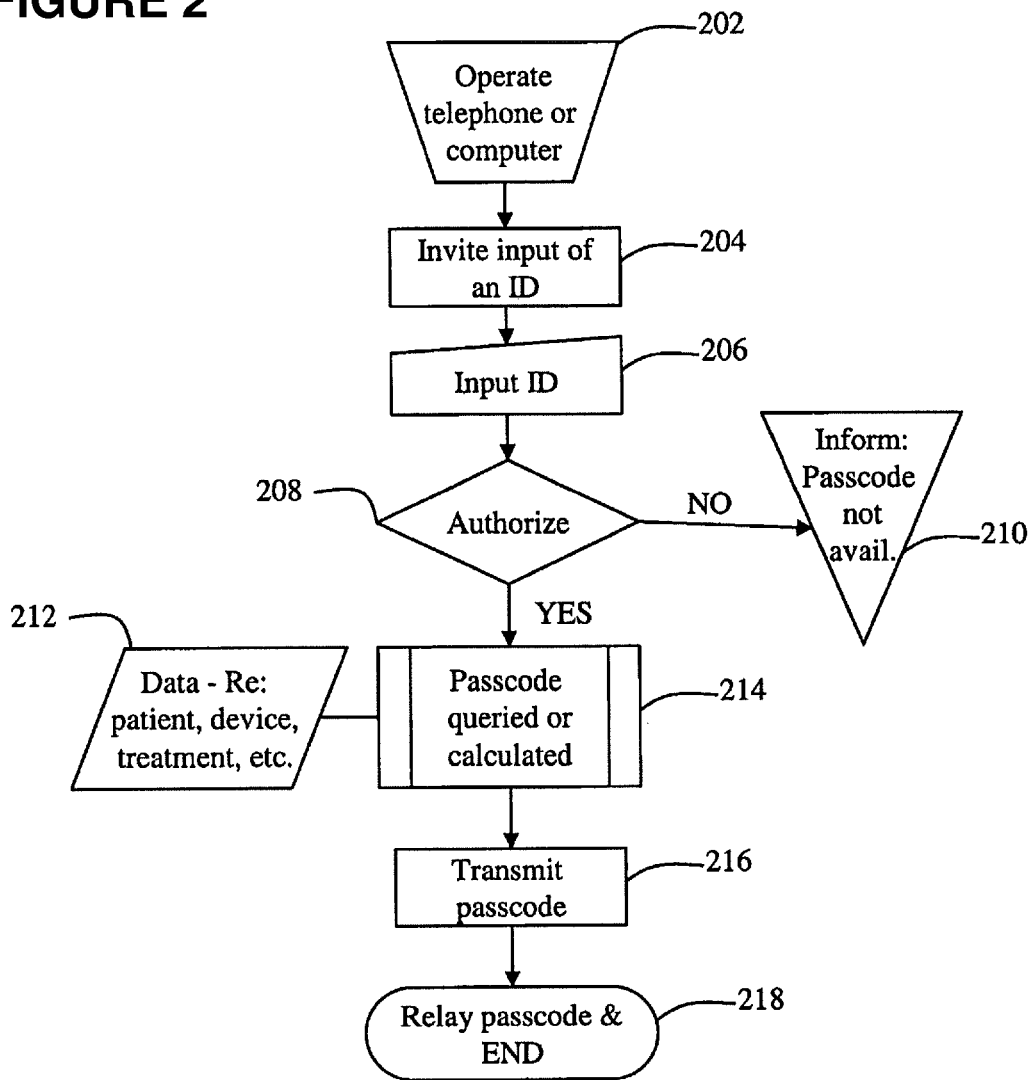 FIGURE 2
202
Operate
telephone or
computer
204
Invite input of
an ID
206
Input ID
208
Authorize
NO
Inform:
Passcode
not
avail.
210
YES
212
Data - Re:
patient, device,
treatment, etc.
Passcode
queried or
calculated
214
Transmit
passcode
216
Relay passcode &
END
218